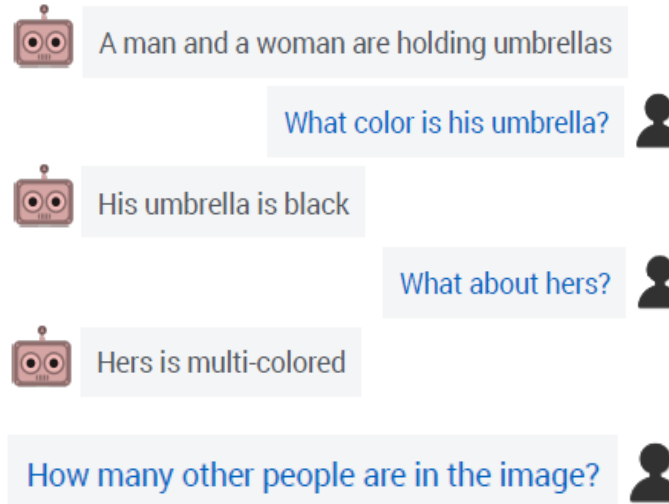 A man and a woman are holding umbrellas
What color is his umbrella?
His umbrella is black
What about hers?
Hers is multi-colored
How many other people are in the image?